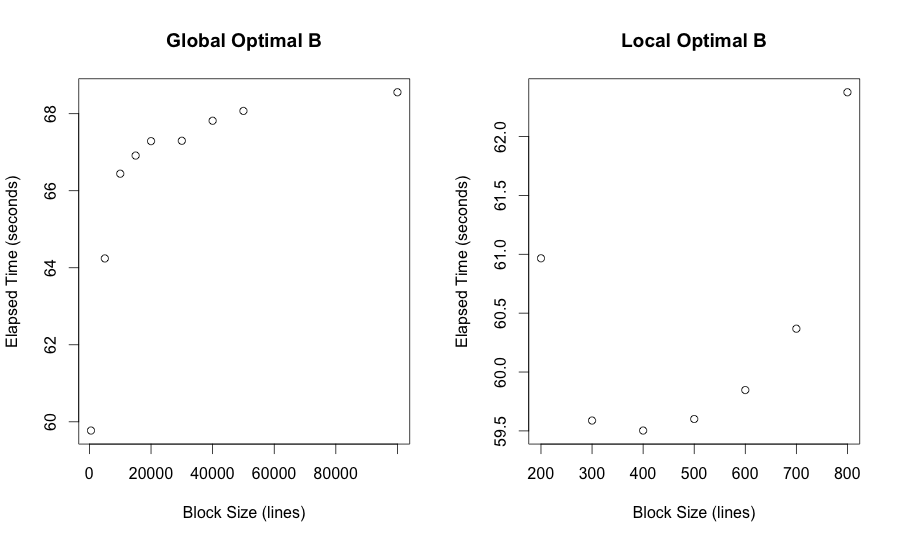 Global Optimal B
Elapsed Time (seconds)
68
66
64
62
60
0 20000 40000 60000 80000
Block Size (lines)
Local Optimal B
Elapsed Time (seconds)
62.0
61.5
61.0
60.5
60.0
59.5
200 300 400 500 600 700 800
Block Size (lines)